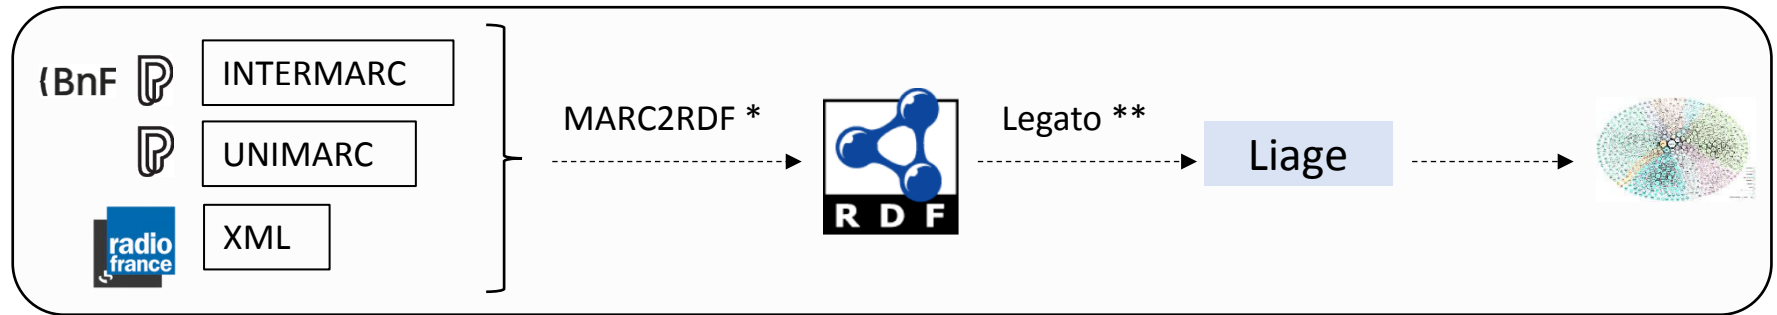 {BnF
INTERMARC
UNIMARC
radio
france
XML
MARC2RDF *
RDF
Legato **
Liage